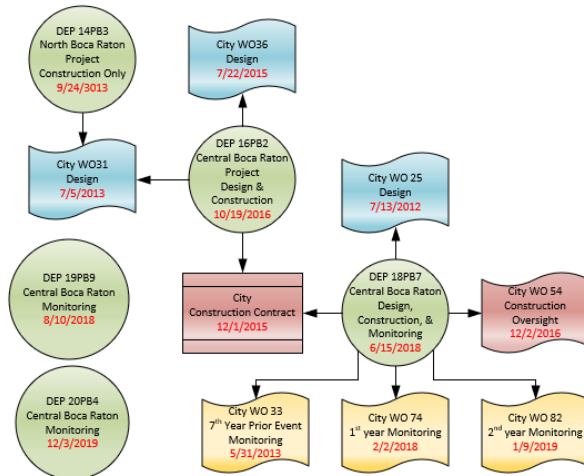 DEP 14PB3
North Boca Raton
Project
Construction Only
9/24/3013
City WO36
Design
7/22/2015
City WO31
Design
7/5/2013
DEP 16PB2
Central Boca Raton
Project
Design &
Construction
10/19/2016
City WO 25
Design
7/13/2012
DEP 19PB9
Central Boca Raton
Monitoring
8/10/2018
City
Construction Contract
12/1/2015
DEP 18PB7
Central Boca Raton
Design,
Construction, &
Monitoring
6/15/2018
City WO 54
Construction
Oversight
12/2/2016
DEP 20PB4
Central Boca Raton
Monitoring
12/3/2019
City WO 33
7th Year Prior Event
Monitoring
5/31/2013
City WO 74
1st year Monitoring
2/2/2018
City WO 82
2nd year Monitoring
1/9/2019